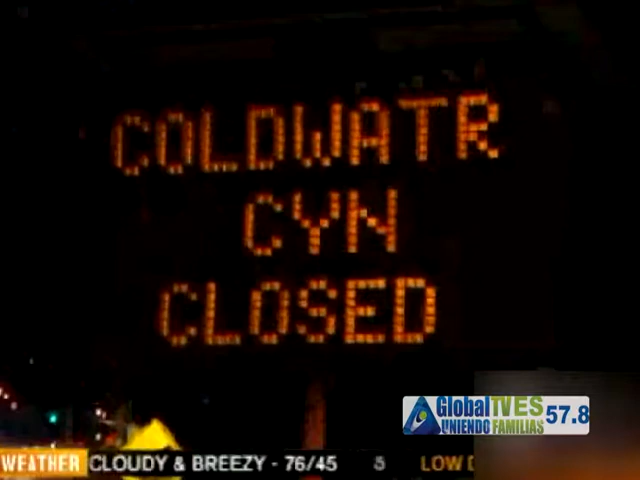 COLDWATR
CYN
CLOSED
GlobalTVES 57.8
UNIENDO FAMILIAS
WEATHER CLOUDY & BREEZY - 76/45 5 LOW